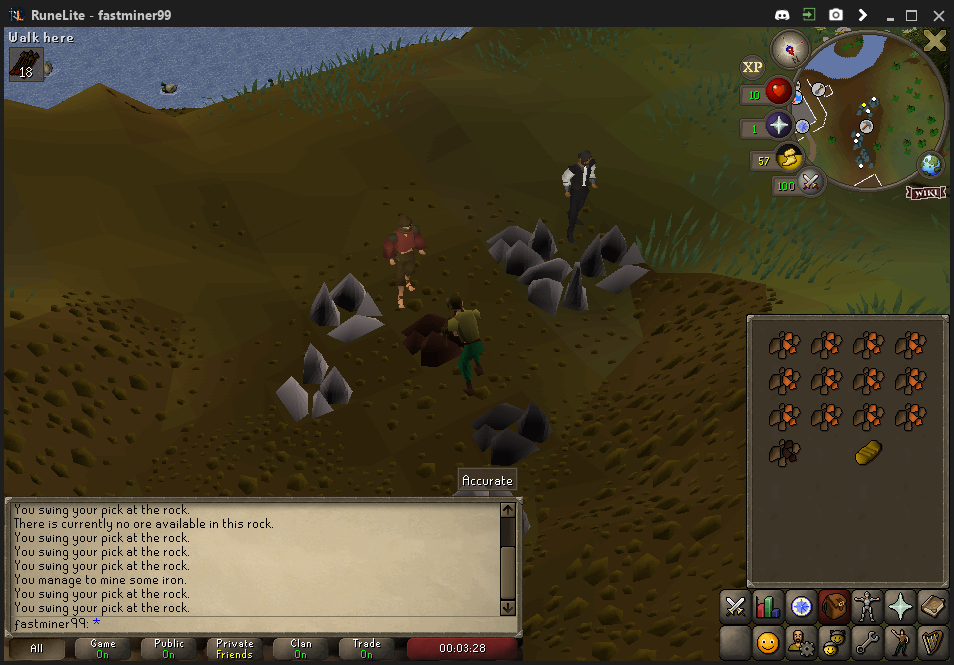 RuneLite - fastminer99
Walk here
18
XP
10
1
57
100
WIKI
Accurate
You swing your pick at the rock.
There is currently no ore available in this rock.
You swing your pick at the rock.
You swing your pick at the rock.
You swing your pick at the rock.
You manage to mine some iron.
You swing your pick at the rock.
You swing your pick at the rock.
fastminer99: *
All
Game
On
Public
On
Private
Friends
Clan
On
Trade
On
00:03:28